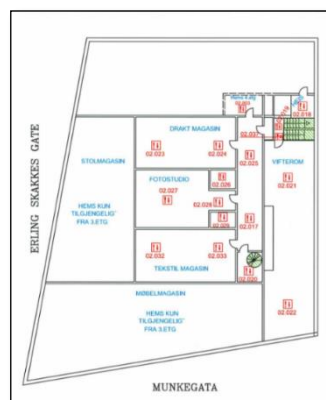 02.018
02.037
DRAKT MAGASIN
STOLMAGASIN
02.023
02.024
02.025
VIFTEROM
FOTOSTUDIO
02.026
02.021
02.027
HEMS KUN
TILGJENGELIG'
FRA 3.ETG
02.028
02.017
02.032
02.033
TEKSTIL MAGASIN
02.020
MØBELMAGASIN
HEMS KUN
TILGJENGELIG'
FRA 3.ETG
02.022
ERLING SKAKKES GATE
MUNKEGATA